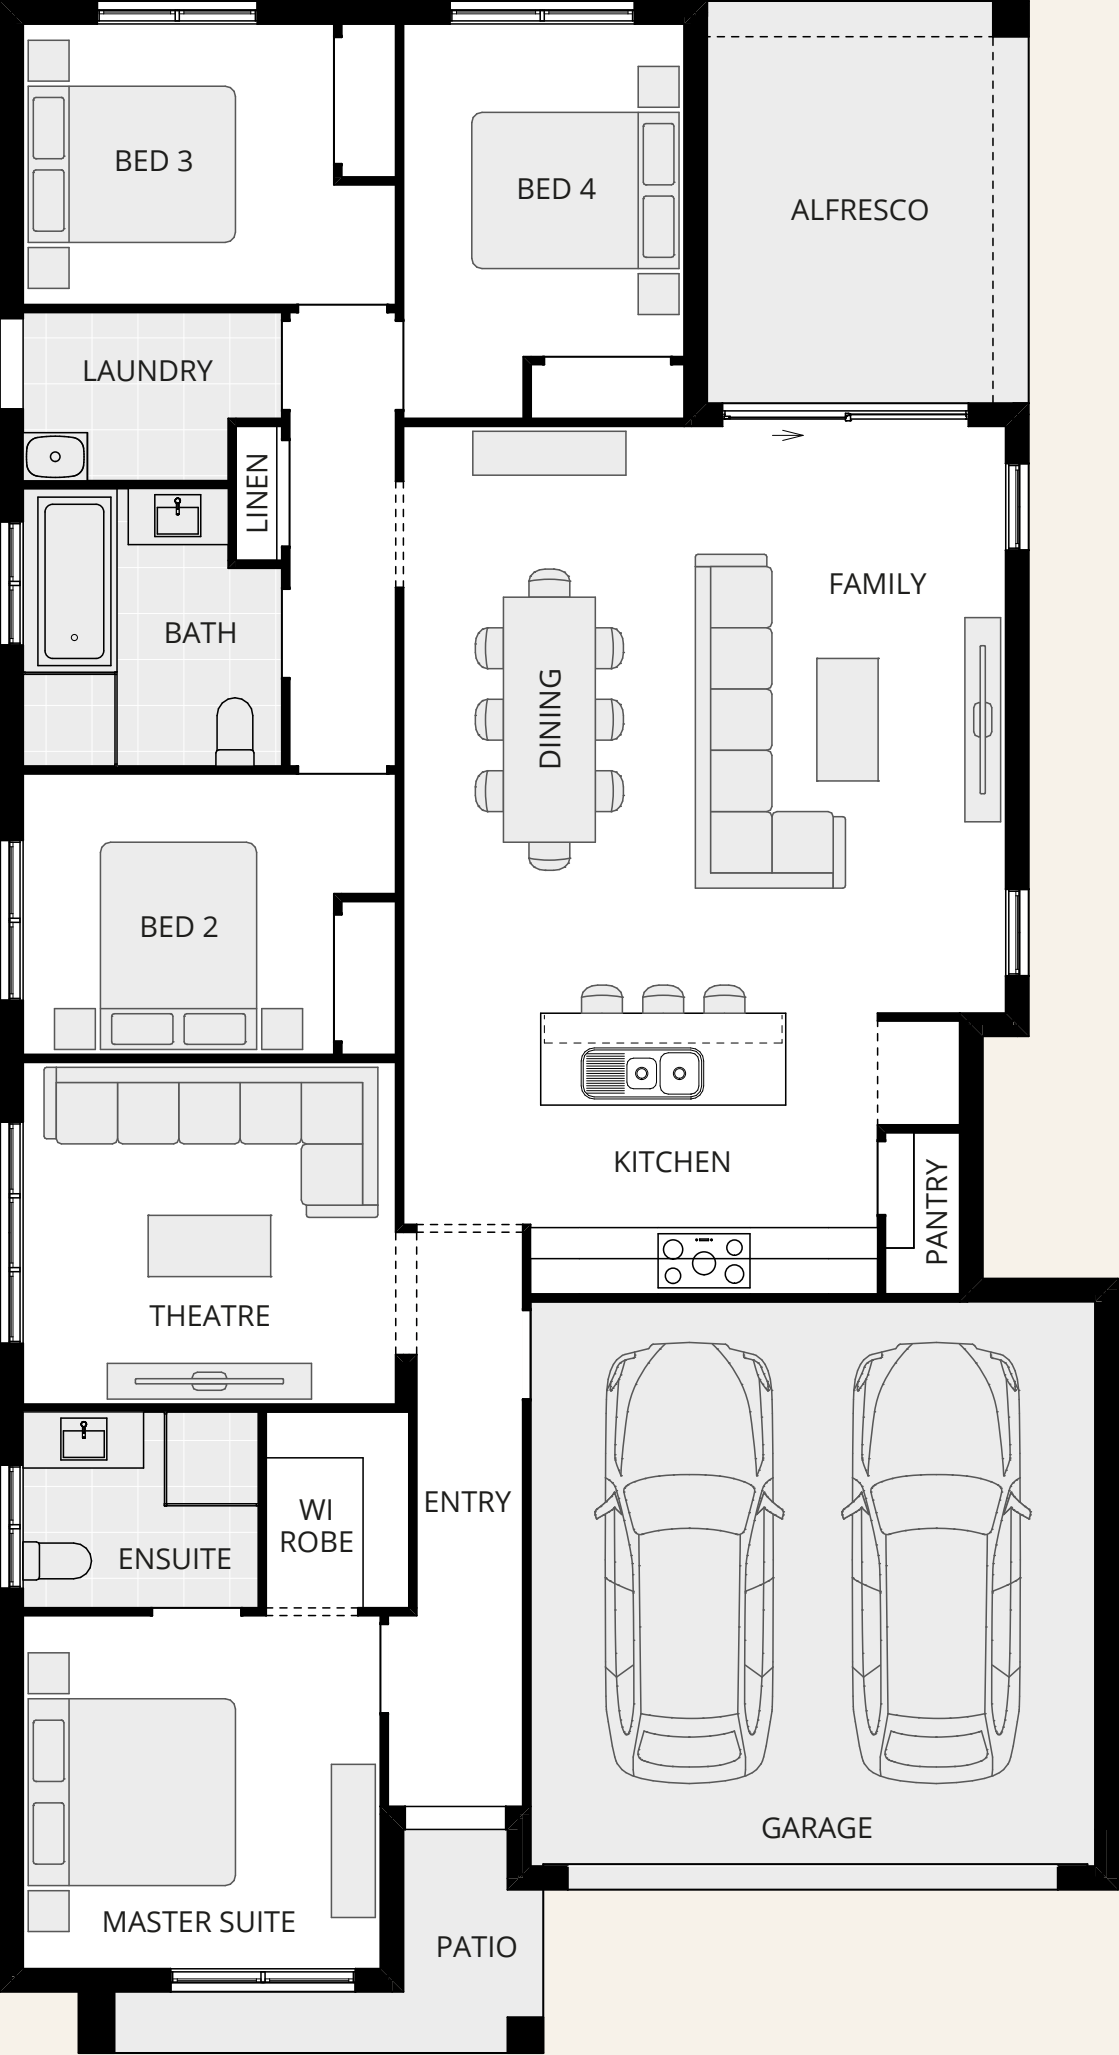 BED 3
BED 4
ALFRESCO
LAUNDRY
LINEN
FAMILY
BATH
DINING
BED 2
KITCHEN
PANTRY
THEATRE
ENTRY
WI
ROBE
ENSUITE
GARAGE
MASTER SUITE
PATIO